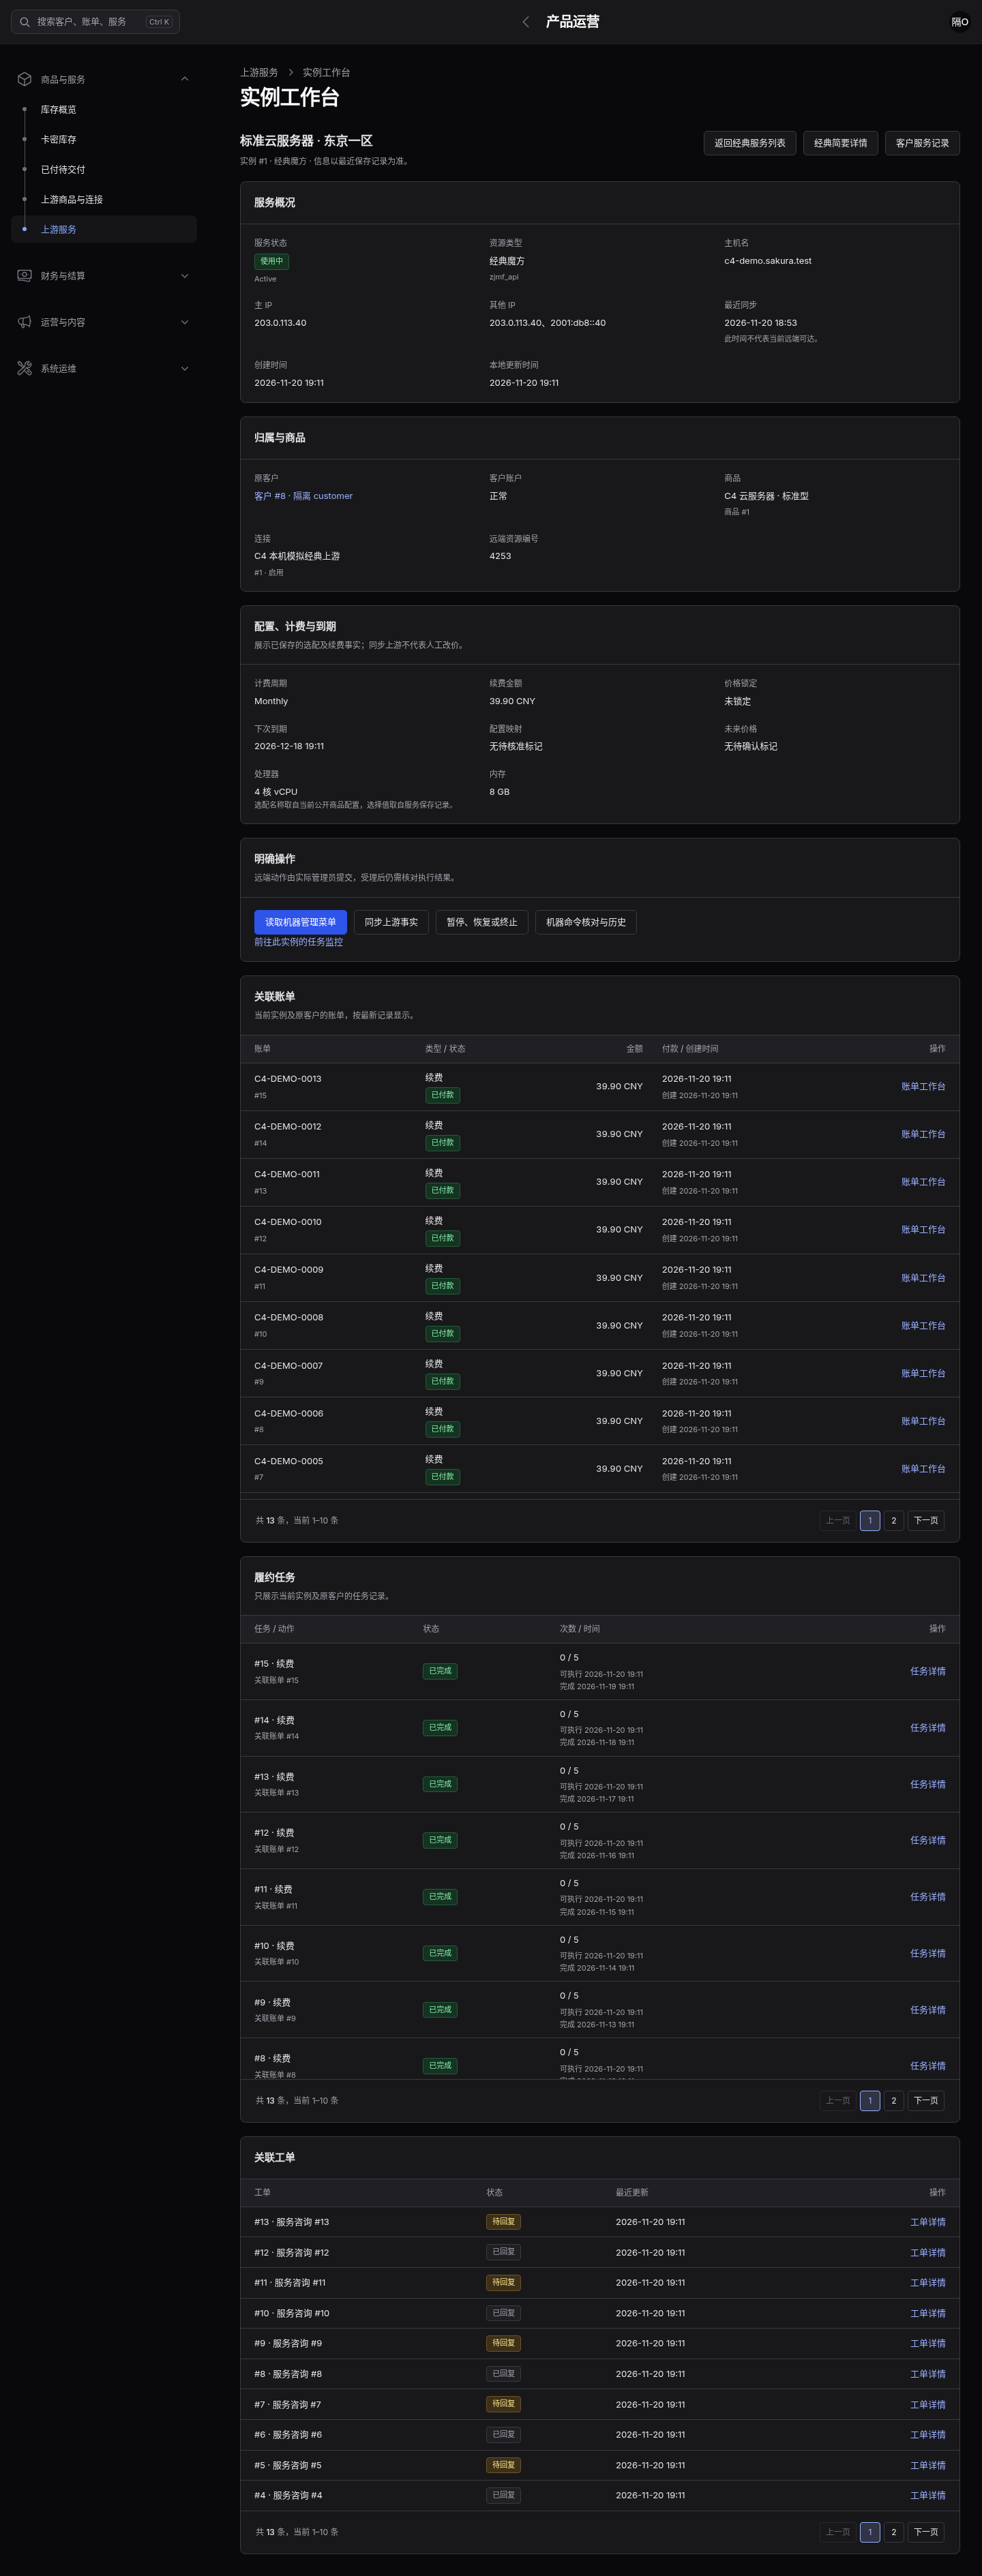 搜索客户、账单、服务 Ctrl K
产品运营
隔O
商品与服务
库存概览
卡密库存
已付待交付
上游商品与连接
上游服务
财务与结算
运营与内容
系统运维
上游服务 实例工作台
实例工作台
标准云服务器 · 东京一区
实例 #1 · 经典魔方 · 信息以最近保存记录为准。
返回经典服务列表 经典简要详情 客户服务记录
服务概况
服务状态 资源类型 主机名
使用中 经典魔方 c4-demo.sakura.test
Active zjmf_api
主 IP 其他 IP 最近同步
203.0.113.40 203.0.113.40、2001:db8::40 2026-11-20 18:53
此时间不代表当前远端可达。
创建时间 本地更新时间
2026-11-20 19:11 2026-11-20 19:11
归属与商品
原客户 客户账户 商品
客户 #8 · 隔离 customer 正常 C4 云服务器 · 标准型
商品 #1
连接 远端资源编号
C4 本机模拟经典上游 4253
#1 · 启用
配置、计费与到期
展示已保存的选配及续费事实；同步上游不代表人工改价。
计费周期 续费金额 价格锁定
Monthly 39.90 CNY 未锁定
下次到期 配置映射 未来价格
2026-12-18 19:11 无待核准标记 无待确认标记
处理器 内存
4 核 vCPU 8 GB
选配名称取自当前公开商品配置，选择值取自服务保存记录。
明确操作
远端动作由实际管理员提交，受理后仍需核对执行结果。
读取机器管理菜单 同步上游事实 暂停、恢复或终止 机器命令核对与历史
前往此实例的任务监控
关联账单
当前实例及原客户的账单，按最新记录显示。
账单 类型 / 状态 金额 付款 / 创建时间 操作
C4-DEMO-0013 续费 39.90 CNY 2026-11-20 19:11 账单工作台
#15 已付款 创建 2026-11-20 19:11
C4-DEMO-0012 续费 39.90 CNY 2026-11-20 19:11 账单工作台
#14 已付款 创建 2026-11-20 19:11
C4-DEMO-0011 续费 39.90 CNY 2026-11-20 19:11 账单工作台
#13 已付款 创建 2026-11-20 19:11
C4-DEMO-0010 续费 39.90 CNY 2026-11-20 19:11 账单工作台
#12 已付款 创建 2026-11-20 19:11
C4-DEMO-0009 续费 39.90 CNY 2026-11-20 19:11 账单工作台
#11 已付款 创建 2026-11-20 19:11
C4-DEMO-0008 续费 39.90 CNY 2026-11-20 19:11 账单工作台
#10 已付款 创建 2026-11-20 19:11
C4-DEMO-0007 续费 39.90 CNY 2026-11-20 19:11 账单工作台
#9 已付款 创建 2026-11-20 19:11
C4-DEMO-0006 续费 39.90 CNY 2026-11-20 19:11 账单工作台
#8 已付款 创建 2026-11-20 19:11
C4-DEMO-0005 续费 39.90 CNY 2026-11-20 19:11 账单工作台
#7 已付款 创建 2026-11-20 19:11
共 13 条，当前 1–10 条 上一页 1 2 下一页
履约任务
只展示当前实例及原客户的任务记录。
任务 / 动作 状态 次数 / 时间 操作
#15 · 续费 已完成 0 / 5 任务详情
关联账单 #15 可执行 2026-11-20 19:11
完成 2026-11-19 19:11
#14 · 续费 已完成 0 / 5 任务详情
关联账单 #14 可执行 2026-11-20 19:11
完成 2026-11-18 19:11
#13 · 续费 已完成 0 / 5 任务详情
关联账单 #13 可执行 2026-11-20 19:11
完成 2026-11-17 19:11
#12 · 续费 已完成 0 / 5 任务详情
关联账单 #12 可执行 2026-11-20 19:11
完成 2026-11-16 19:11
#11 · 续费 已完成 0 / 5 任务详情
关联账单 #11 可执行 2026-11-20 19:11
完成 2026-11-15 19:11
#10 · 续费 已完成 0 / 5 任务详情
关联账单 #10 可执行 2026-11-20 19:11
完成 2026-11-14 19:11
#9 · 续费 已完成 0 / 5 任务详情
关联账单 #9 可执行 2026-11-20 19:11
完成 2026-11-13 19:11
#8 · 续费 已完成 0 / 5 任务详情
关联账单 #8 可执行 2026-11-20 19:11
共 13 条，当前 1–10 条 上一页 1 2 下一页
关联工单
工单 状态 最近更新 操作
#13 · 服务咨询 #13 待回复 2026-11-20 19:11 工单详情
#12 · 服务咨询 #12 已回复 2026-11-20 19:11 工单详情
#11 · 服务咨询 #11 待回复 2026-11-20 19:11 工单详情
#10 · 服务咨询 #10 已回复 2026-11-20 19:11 工单详情
#9 · 服务咨询 #9 待回复 2026-11-20 19:11 工单详情
#8 · 服务咨询 #8 已回复 2026-11-20 19:11 工单详情
#7 · 服务咨询 #7 待回复 2026-11-20 19:11 工单详情
#6 · 服务咨询 #6 已回复 2026-11-20 19:11 工单详情
#5 · 服务咨询 #5 待回复 2026-11-20 19:11 工单详情
#4 · 服务咨询 #4 已回复 2026-11-20 19:11 工单详情
共 13 条，当前 1–10 条 上一页 1 2 下一页